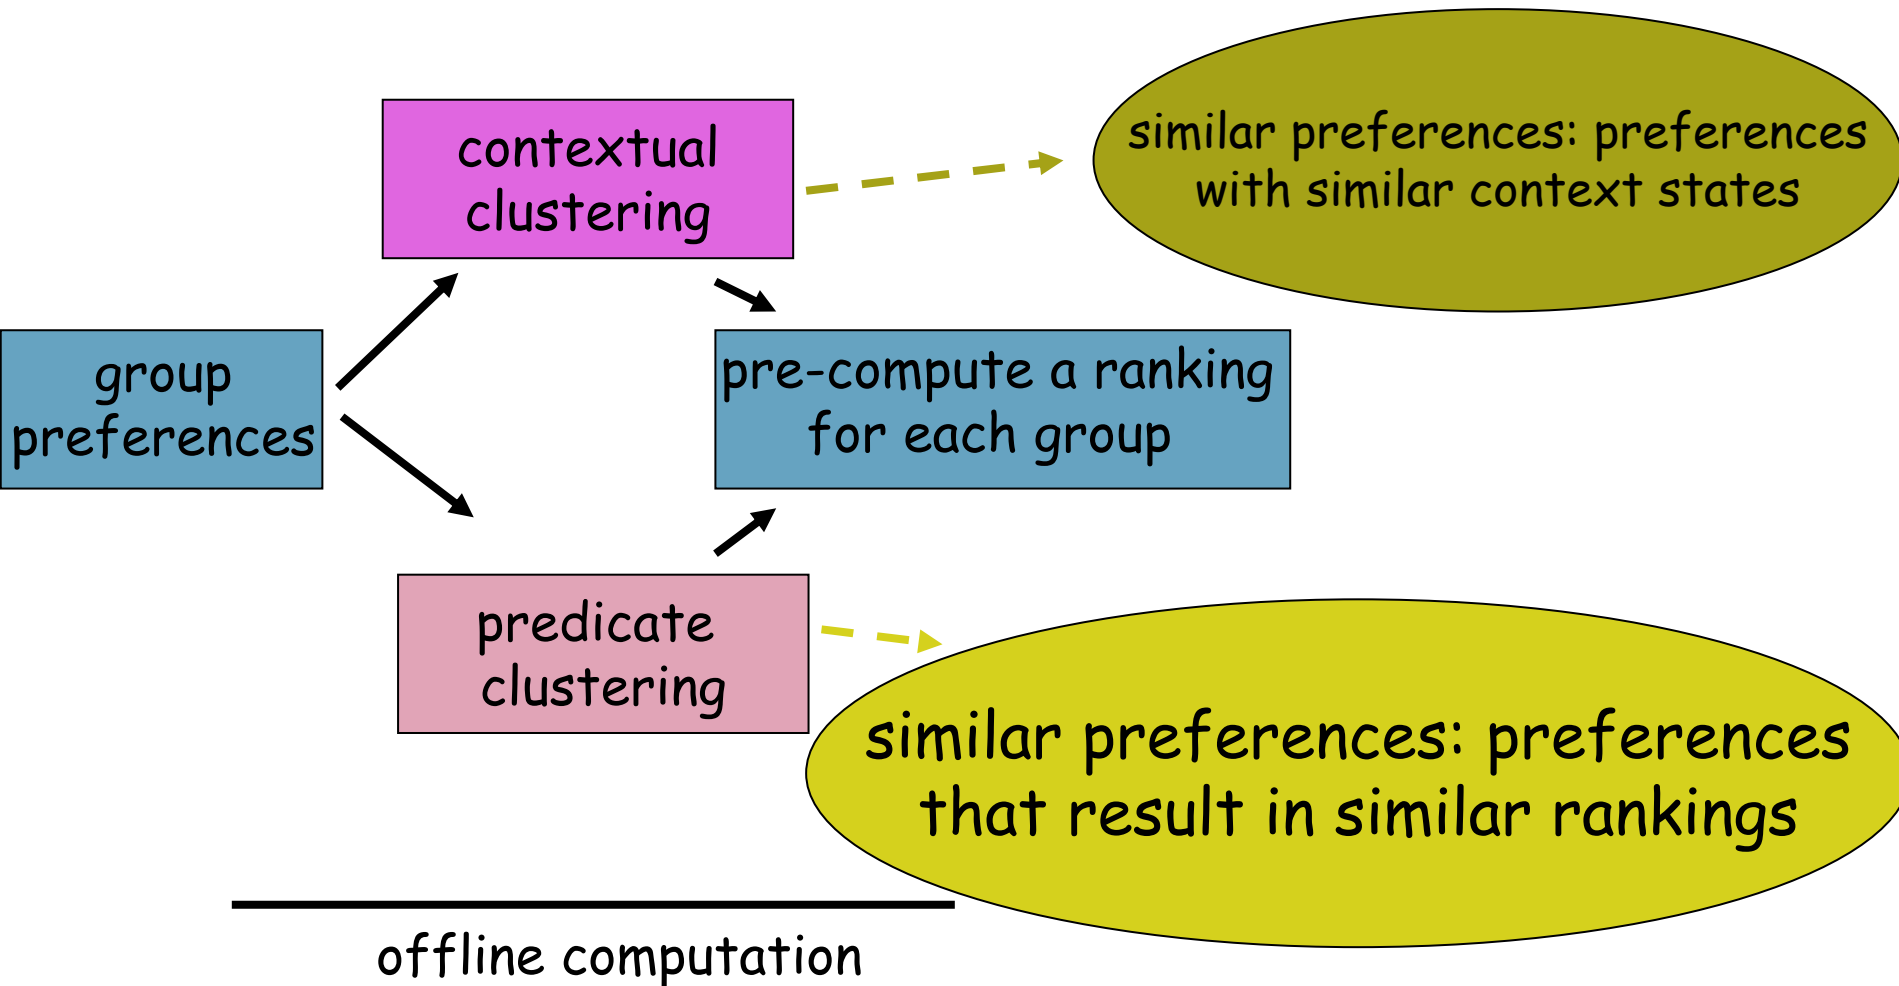 contextual
clustering
similar preferences: preferences
with similar context states
group
preferences
pre-compute a ranking
for each group
predicate
clustering
similar preferences: preferences
that result in similar rankings
offline computation